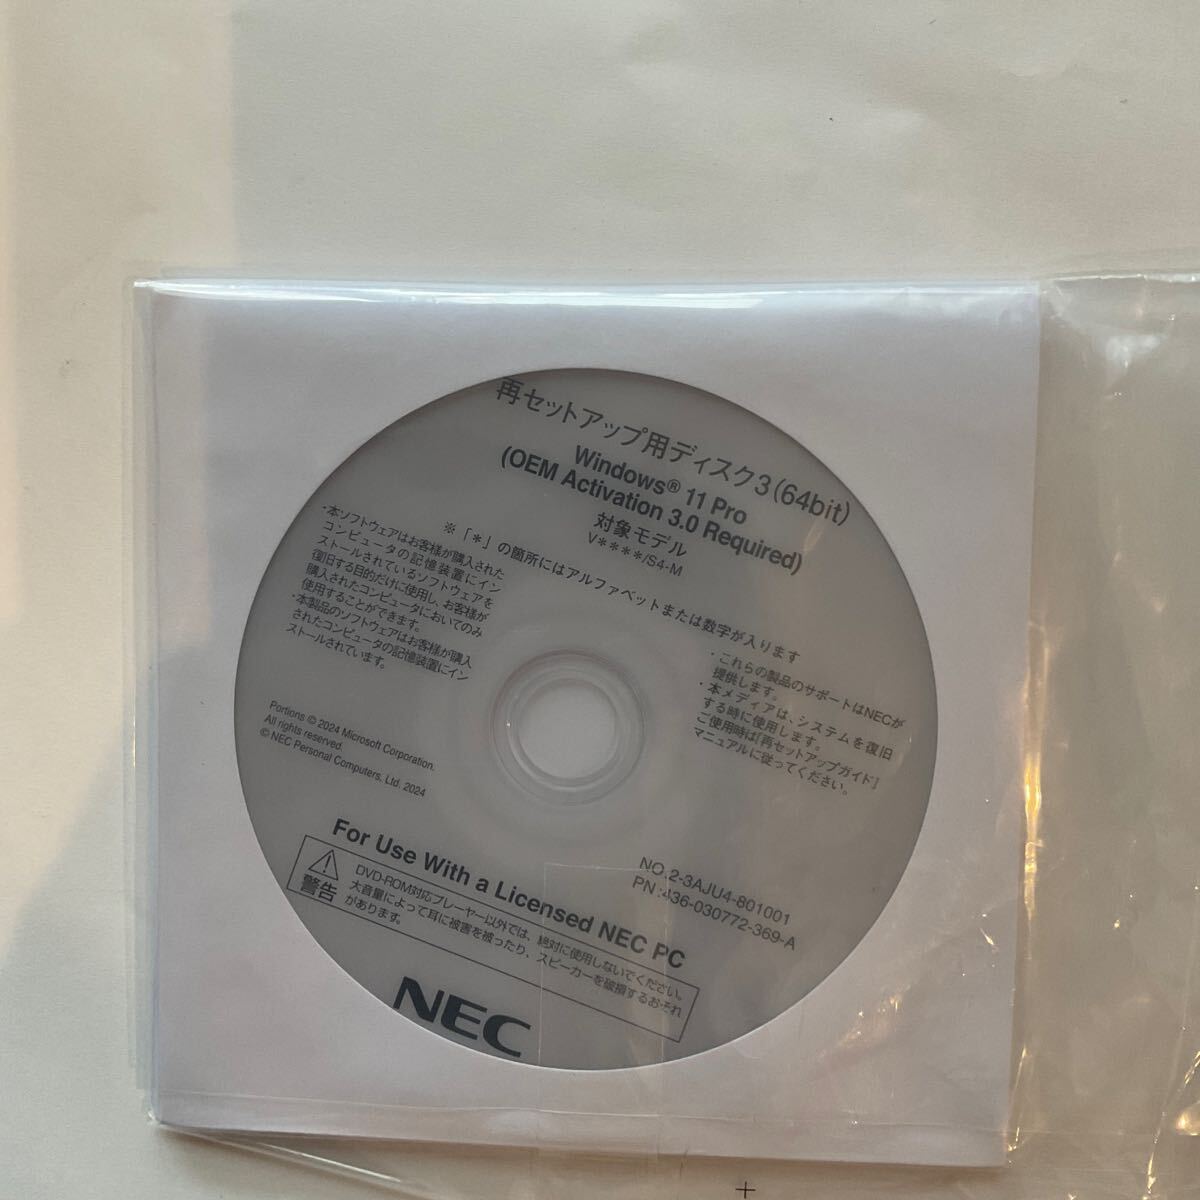 再セットアップ用ディスク3(64bit)
Windows® 11 Pro
(OEM Activation 3.0 Required)
対象モデル
V****/S4-M
※「*」の箇所にはアルファベットまたは数字が入ります
・本ソフトウェアはお客様が購入された
コンピュータの記憶装置にイン
ストールされているソフトウェアを
復旧する目的だけに使用し、お客様が
購入されたコンピュータにおいてのみ
使用することができます。
・本製品のソフトウェアはお客様が購入
されたコンピュータの記憶装置にイン
ストールされています。
・これらの製品のサポートはNECが
提供します。
・本メディアは、システムを復旧
する時に使用します。
ご使用時は『再セットアップガイド』
マニュアルに従ってください。
Portions © 2024 Microsoft Corporation.
All rights reserved.
© NEC Personal Computers, Ltd. 2024
For Use With a Licensed NEC PC
NO.2-3AJU4-801001
PN:436-030772-369-A
警告
DVD-ROM対応プレーヤー以外では、絶対に使用しないでください。
大音量によって耳に被害を被ったり、スピーカーを破損するおそれ
があります。
NEC